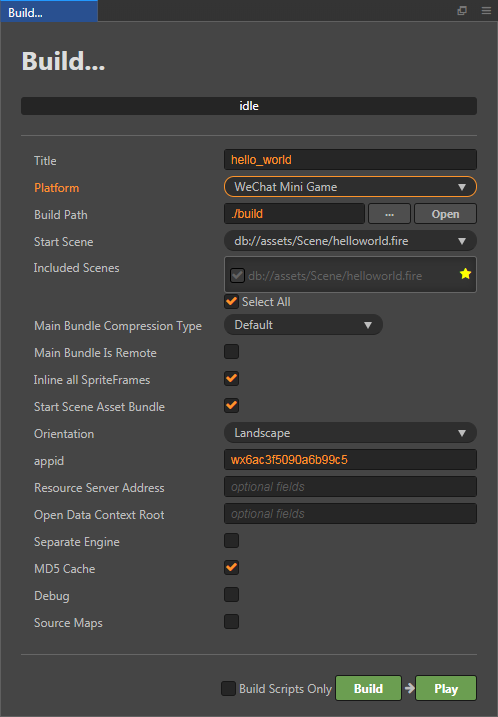 Build...
Build...
idle
Title hello_world
Platform WeChat Mini Game
Build Path ./build ... Open
Start Scene db://assets/Scene/helloworld.fire
Included Scenes db://assets/Scene/helloworld.fire
Select All
Main Bundle Compression Type Default
Main Bundle Is Remote
Inline all SpriteFrames
Start Scene Asset Bundle
Orientation Landscape
appid wx6ac3f5090a6b99c5
Resource Server Address optional fields
Open Data Context Root optional fields
Separate Engine
MD5 Cache
Debug
Source Maps
Build Scripts Only Build Play